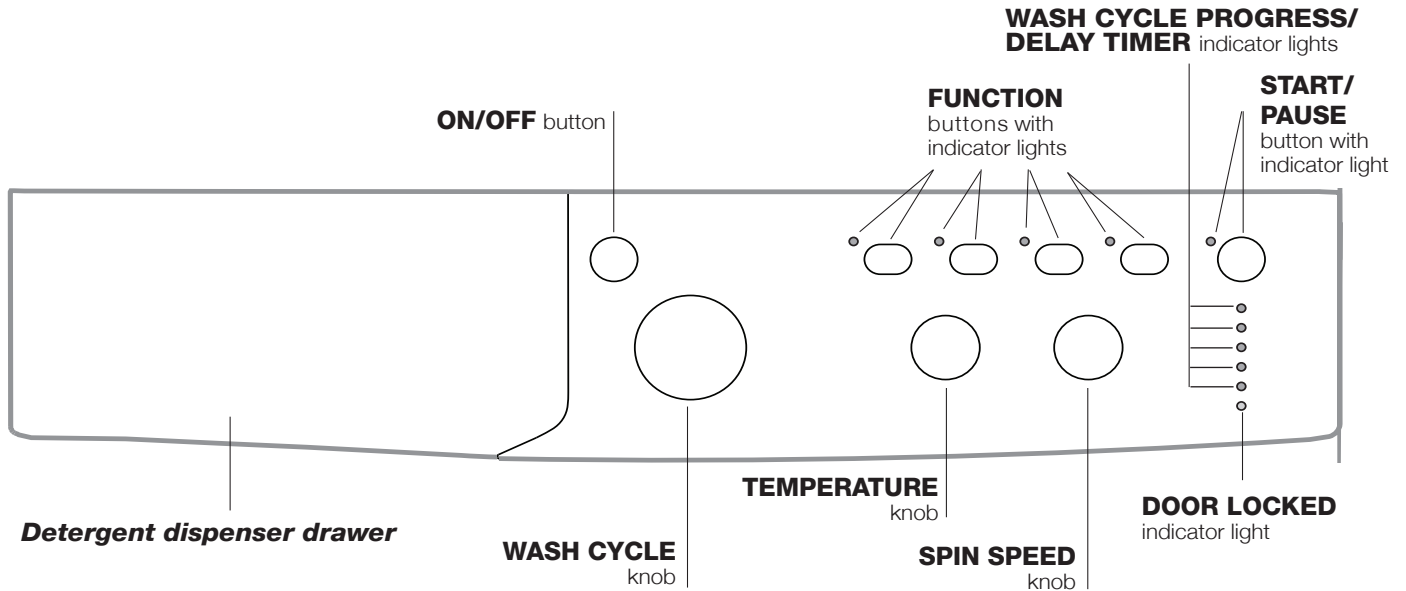 WASH CYCLE PROGRESS/
DELAY TIMER indicator lights
START/
PAUSE
button with
indicator light
FUNCTION
buttons with
indicator lights
ON/OFF button
TEMPERATURE
knob
DOOR LOCKED
indicator light
Detergent dispenser drawer
WASH CYCLE
knob
SPIN SPEED
knob